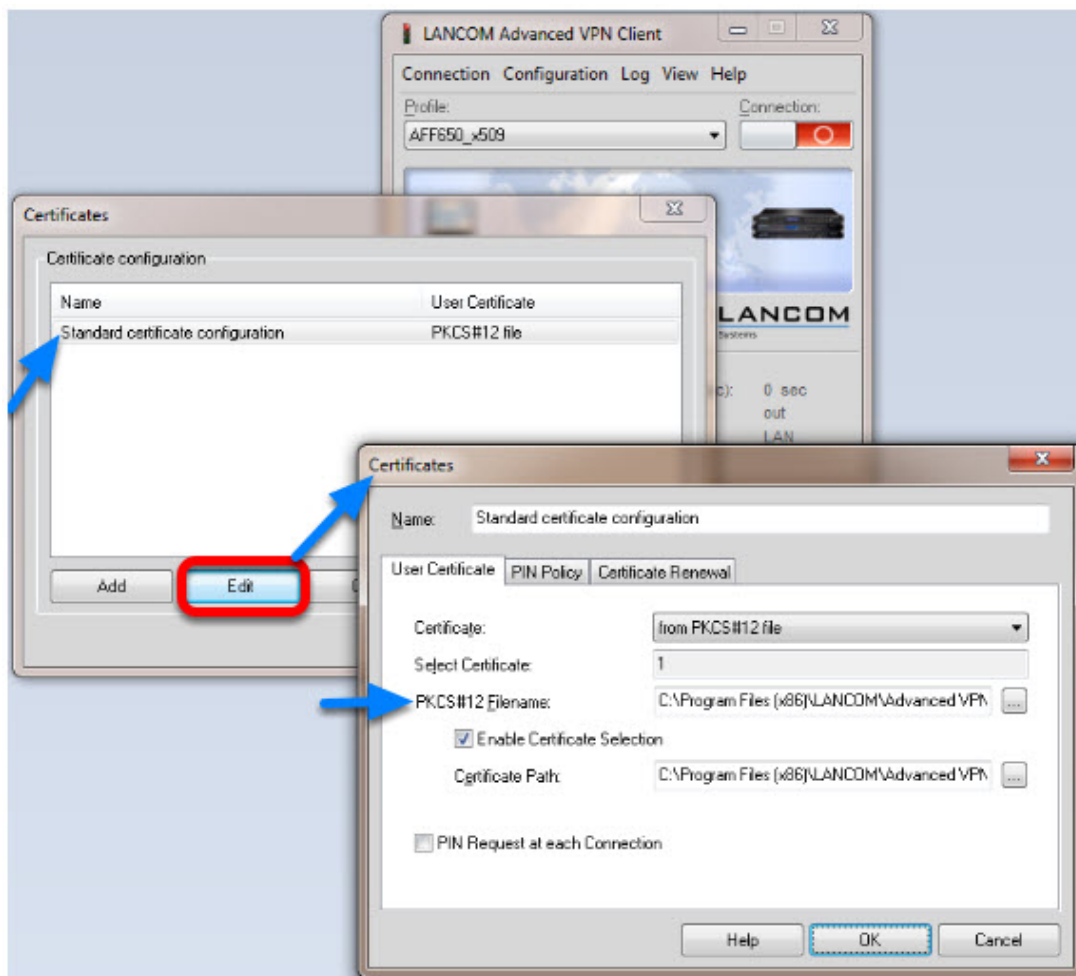 LANCOM Advanced VPN Client
Connection Configuration Log View Help
Profile:
Connection:
AFF650_x509
LANCOM
Systems
0 sec
out
LAN
Certificates
Certificate configuration
Name User Certificate
Standard certificate configuration PKCS#12 file
Add Edit
Certificates
Name: Standard certificate configuration
User Certificate PIN Policy Certificate Renewal
Certificate: from PKCS#12 file
Select Certificate: 1
PKCS#12 Filename: C:\Program Files (x86)\LANCOM\Advanced VPN ...
Enable Certificate Selection
Certificate Path: C:\Program Files (x86)\LANCOM\Advanced VPN ...
PIN Request at each Connection
Help OK Cancel